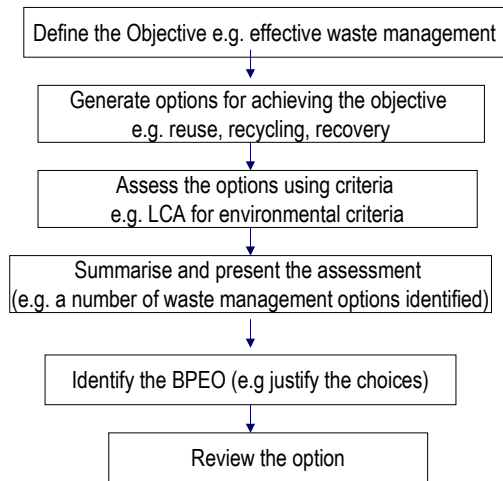 Define the Objective e.g. effective waste management
Generate options for achieving the objective
e.g. reuse, recycling, recovery
Assess the options using criteria
e.g. LCA for environmental criteria
Summarise and present the assessment
(e.g. a number of waste management options identified)
Identify the BPEO (e.g justify the choices)
Review the option